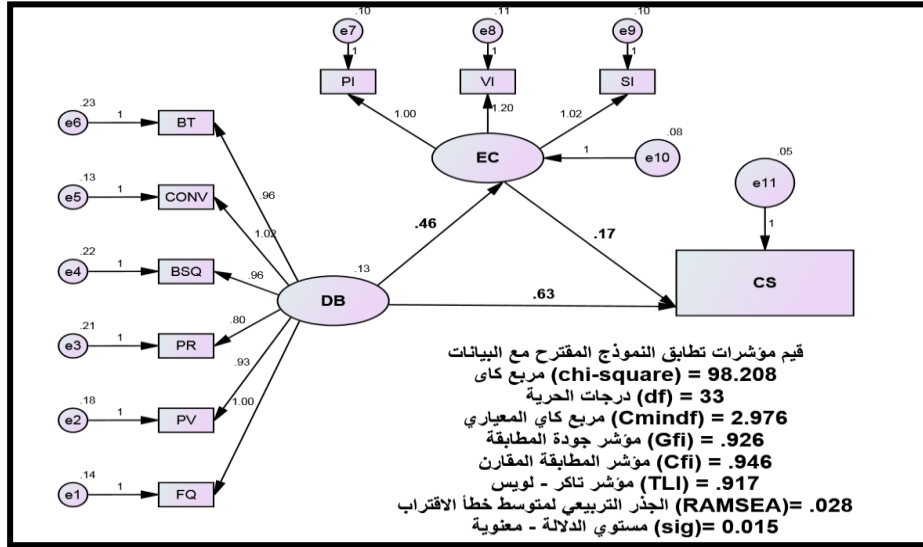 .10
.11
.10
e7
e8
e9
1
1
1
PI
VI
SI
1.00
1.20
1.02
.23
e6
1
BT
.08
EC
1
e10
.05
e11
.13
e5
1
CONV
.96
1
.46
.17
1.02
.22
e4
1
BSQ
.96
.13
DB
CS
.63
.21
e3
1
PR
.80
.93
.18
e2
1
PV
1.00
.14
e1
1
FQ
قيم مؤشرات تطابق النموذج المقترح مع البيانات
مربع كاى (chi-square) = 98.208
درجات الحرية (df) = 33
مربع كاي المعياري (Cmindf) = 2.976
مؤشر جودة المطابقة (Gfi) = .926
مؤشر المطابقة المقارن (Cfi) = .946
مؤشر تاكر - لويس (TLI) = .917
الجذر التربيعي لمتوسط خطأ الاقتراب (RAMSEA)= .028
مستوي الدلالة - معنوية (sig)= 0.015